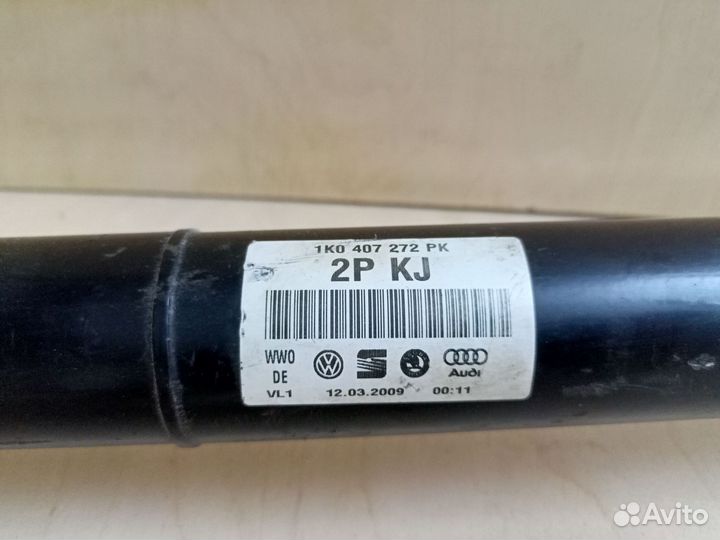 1K0 407 272 PK
2P KJ
WWO
DE
Audi
VL1 12.03.2009 00:11
Avito